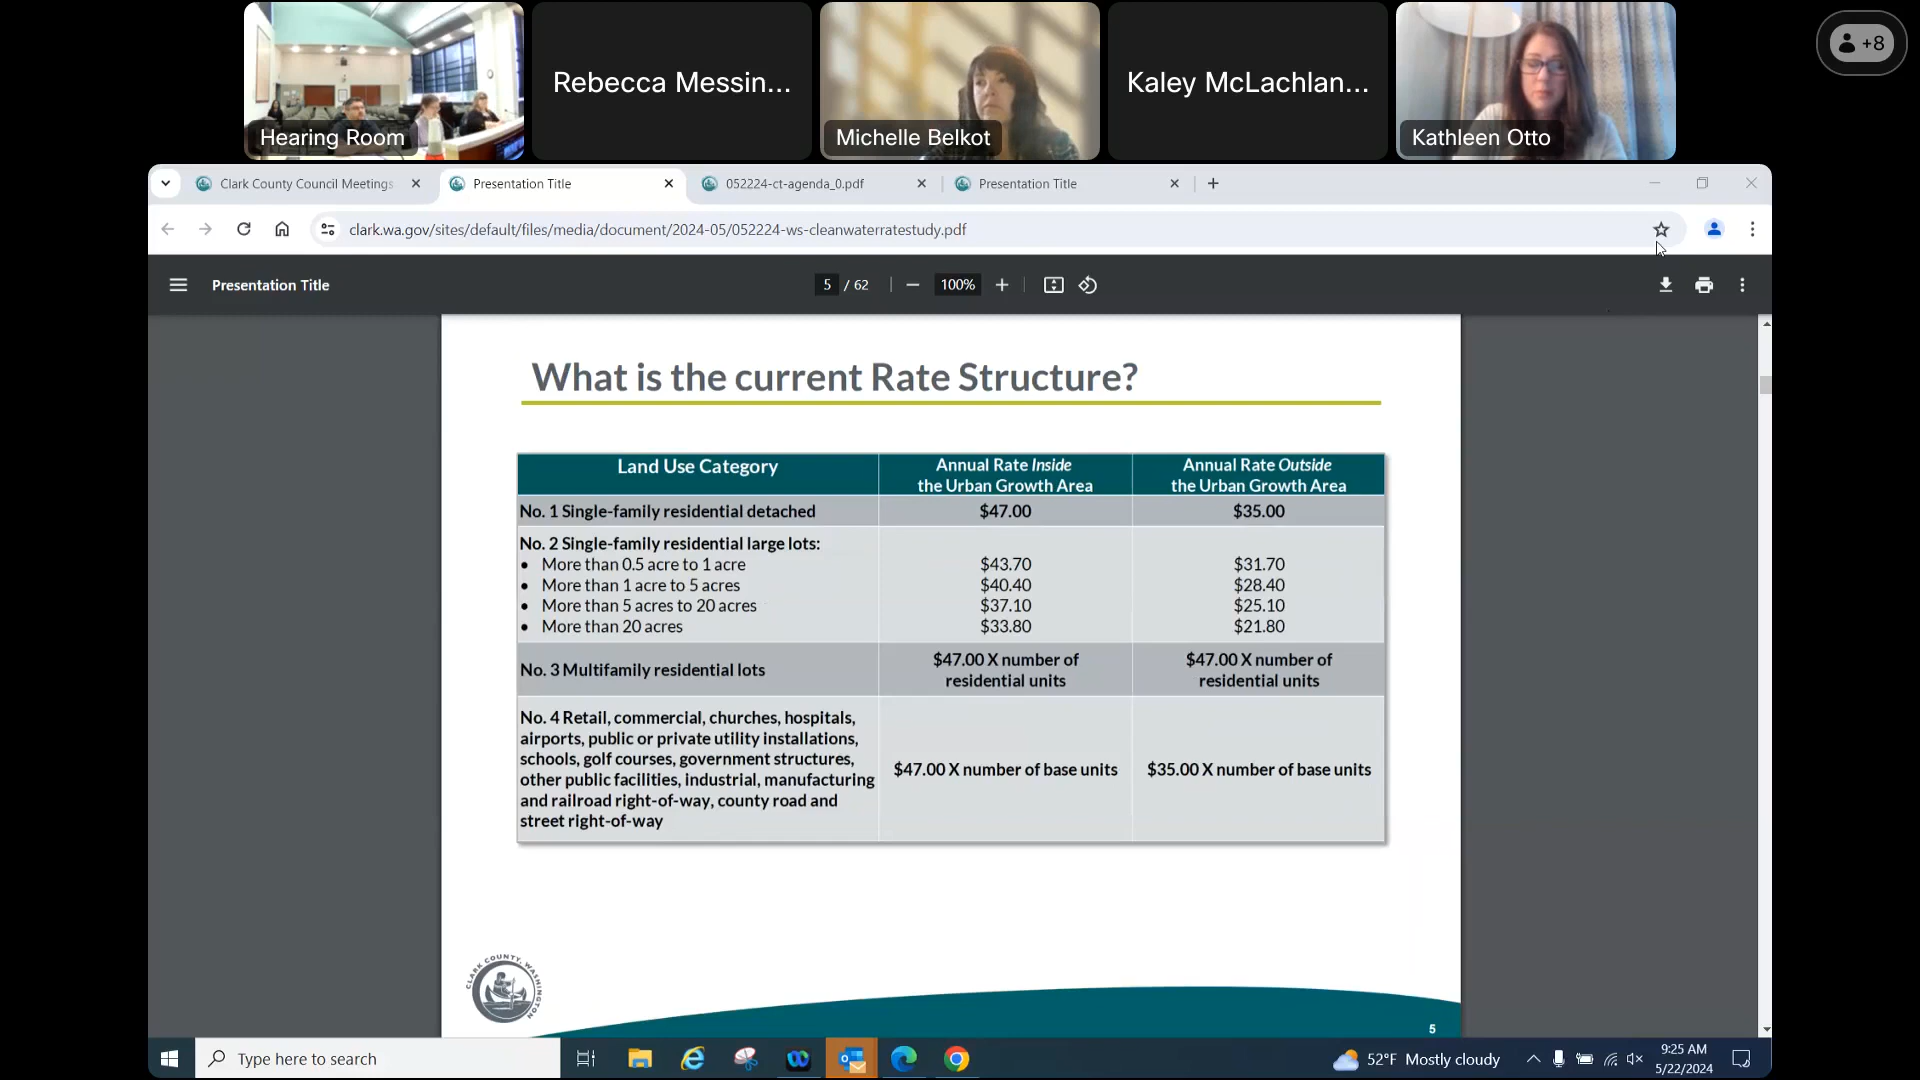 Hearing Room
Rebecca Messin...
Michelle Belkot
Kaley McLachlan...
Kathleen Otto
+8
Clark County Council Meetings
Presentation Title
052224-ct-agenda_0.pdf
Presentation Title
clark.wa.gov/sites/default/files/media/document/2024-05/052224-ws-cleanwaterratestudy.pdf
Presentation Title
5 / 62
100%
What is the current Rate Structure?
Land Use Category
Annual Rate Inside
the Urban Growth Area
Annual Rate Outside
the Urban Growth Area
No. 1 Single-family residential detached
$47.00
$35.00
No. 2 Single-family residential large lots:
• More than 0.5 acre to 1 acre
$43.70
$31.70
• More than 1 acre to 5 acres
$40.40
$28.40
• More than 5 acres to 20 acres
$37.10
$25.10
• More than 20 acres
$33.80
$21.80
No. 3 Multifamily residential lots
$47.00 X number of
residential units
$47.00 X number of
residential units
No. 4 Retail, commercial, churches, hospitals,
airports, public or private utility installations,
schools, golf courses, government structures,
other public facilities, industrial, manufacturing
and railroad right-of-way, county road and
street right-of-way
$47.00 X number of base units
$35.00 X number of base units
CLARK COUNTY, WASHINGTON
5
Type here to search
52°F Mostly cloudy
9:25 AM
5/22/2024